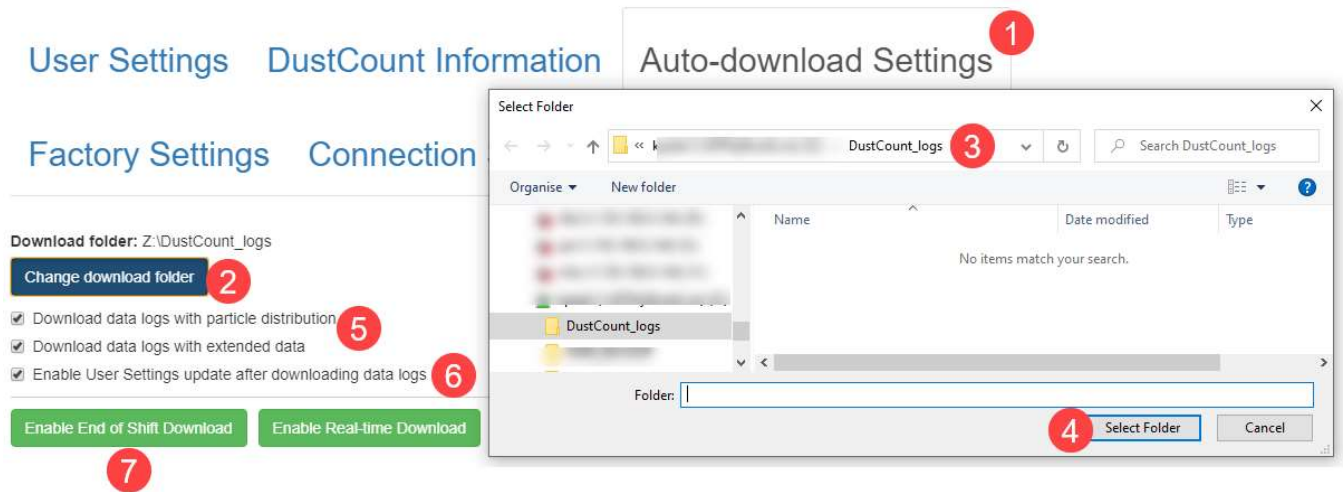 1
User Settings DustCount Information Auto-download Settings
Factory Settings Connection
Select Folder
« k DustCount_logs 3 Search DustCount_logs
Organise New folder
Name Date modified Type
No items match your search.
DustCount_logs
Folder:
4 Select Folder Cancel
Download folder: Z:\DustCount_logs
Change download folder 2
Download data logs with particle distribution 5
Download data logs with extended data
Enable User Settings update after downloading data logs 6
Enable End of Shift Download Enable Real-time Download
7